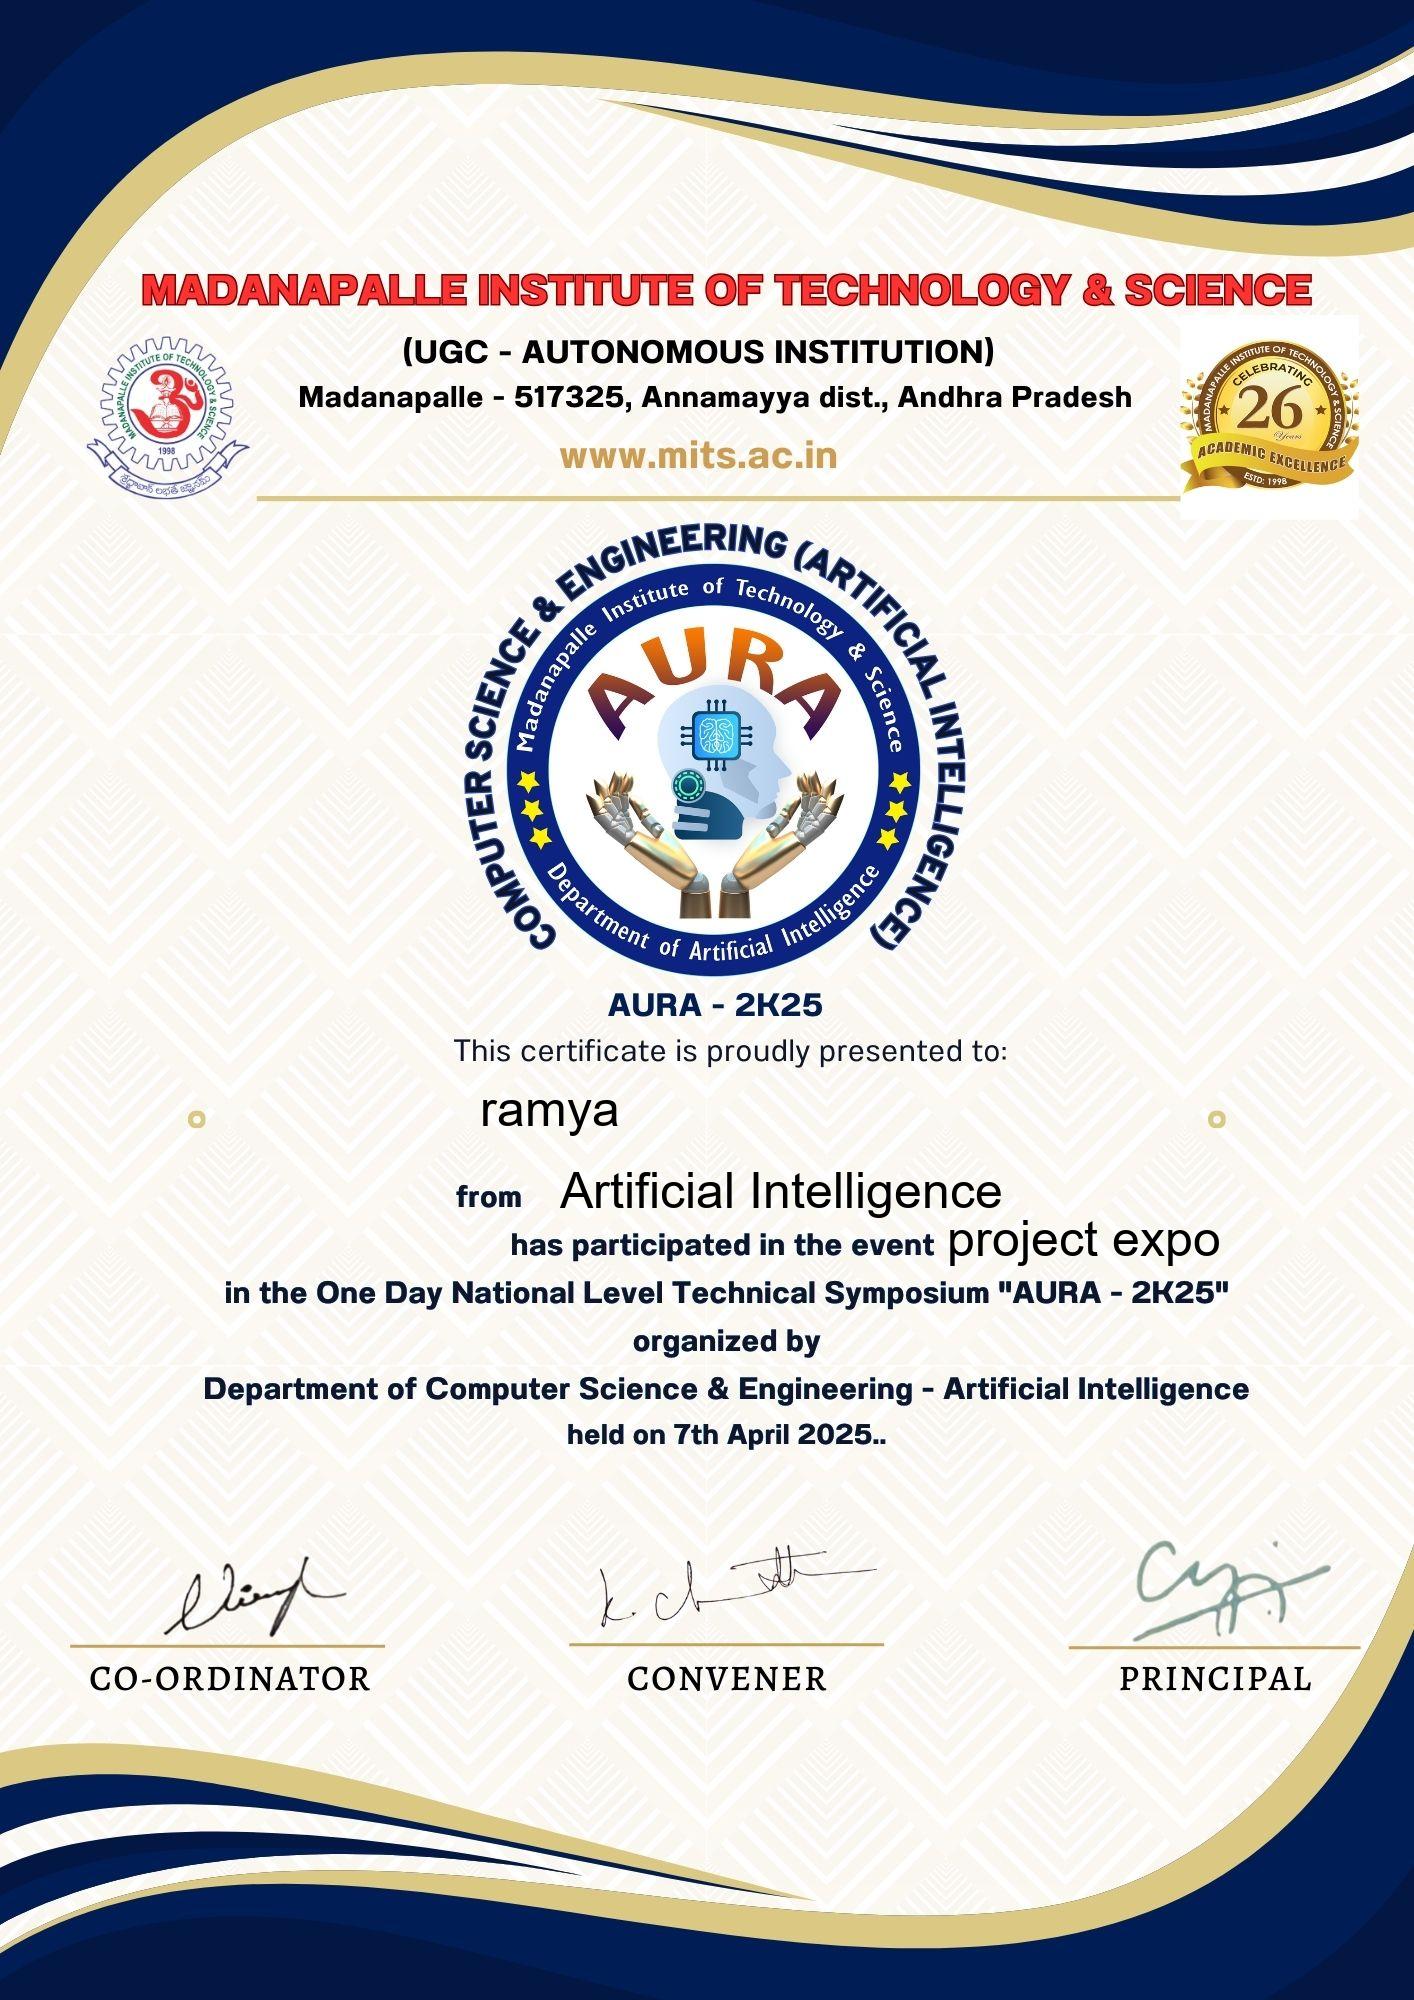 MADANAPALLE INSTITUTE OF TECHNOLOGY & SCIENCE
(UGC - AUTONOMOUS INSTITUTION)
Madanapalle - 517325, Annamayya dist., Andhra Pradesh
www.mits.ac.in
MADANAPALLE INSTITUTE OF TECHNOLOGY & SCIENCE
1998
MADANAPALLE INSTITUTE OF TECHNOLOGY & SCIENCE
CELEBRATING
26
Years
ACADEMIC EXCELLENCE
ESTD: 1998
COMPUTER SCIENCE & ENGINEERING (ARTIFICIAL INTELLIGENCE)
Madanapalle Institute of Technology & Science
AURA
Department of Artificial Intelligence
AURA - 2K25
This certificate is proudly presented to:
ramya
from Artificial Intelligence
has participated in the event project expo
in the One Day National Level Technical Symposium "AURA - 2K25"
organized by
Department of Computer Science & Engineering - Artificial Intelligence
held on 7th April 2025..
CO-ORDINATOR CONVENER PRINCIPAL